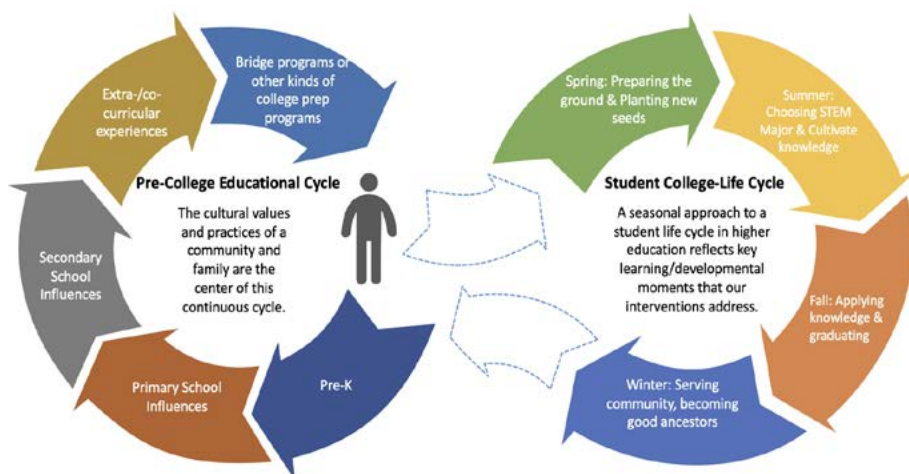 Bridge programs or
other kinds of
college prep
programs
Extra-/co-
curricular
experiences
Secondary
School
Influences
Primary School
Influences
Pre-K
Pre-College Educational Cycle
The cultural values
and practices of a
community and
family are the
center of this
continuous cycle.
Spring: Preparing the
ground & Planting new
seeds
Summer:
Choosing STEM
Major & Cultivate
knowledge
Fall: Applying
knowledge &
graduating
Winter: Serving
community, becoming
good ancestors
Student College-Life Cycle
A seasonal approach to a
student life cycle in higher
education reflects key
learning/developmental
moments that our
interventions address.